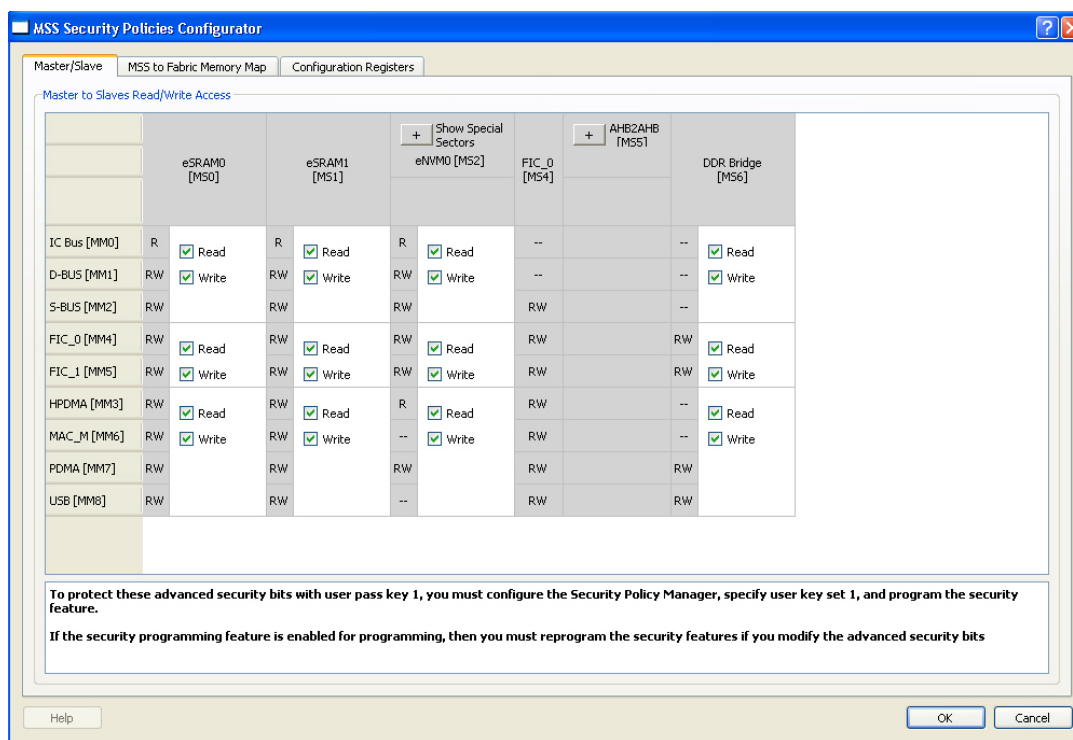 MSS Security Policies Configurator
Master/Slave MSS to Fabric Memory Map Configuration Registers
Master to Slaves Read/Write Access
+ Show Special Sectors + AHB2AHB [MS5]
eSRAM0 [MS0] eSRAM1 [MS1] eNVM0 [MS2] FIC_0 [MS4] DDR Bridge [MS6]
IC Bus [MM0] R Read R Read R Read -- -- Read
D-BUS [MM1] RW Write RW Write RW Write -- -- Write
S-BUS [MM2] RW RW RW --
FIC_0 [MM4] RW Read RW Read RW Read RW RW Read
FIC_1 [MM5] RW Write RW Write RW Write RW RW Write
HPDMA [MM3] RW Read RW Read R Read RW -- Read
MAC_M [MM6] RW Write RW Write -- Write RW -- Write
PDMA [MM7] RW RW RW RW RW
USB [MM8] RW RW -- RW RW
To protect these advanced security bits with user pass key 1, you must configure the Security Policy Manager, specify user key set 1, and program the security
feature.
If the security programming feature is enabled for programming, then you must reprogram the security features if you modify the advanced security bits
Help OK Cancel